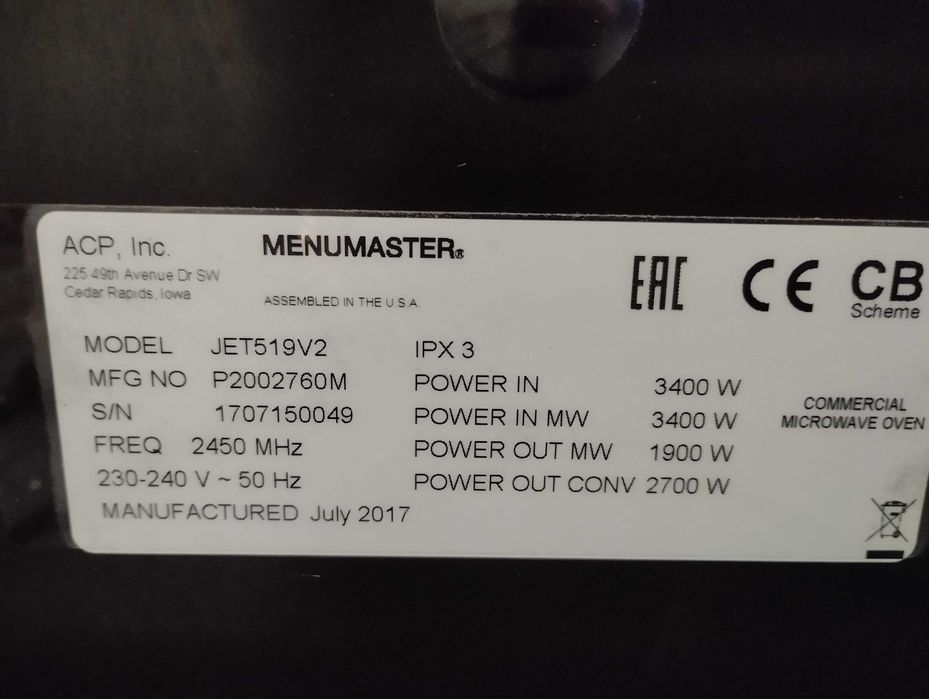 ACP, Inc.
225 49th Avenue Dr SW
Cedar Rapids, Iowa
MENUMASTER®
ASSEMBLED IN THE U S A
EAC
CE
CB
Scheme
MODEL JET519V2
MFG NO P2002760M
S/N 1707150049
FREQ 2450 MHz
230-240 V ~ 50 Hz
MANUFACTURED July 2017
IPX 3
POWER IN 3400 W
POWER IN MW 3400 W
POWER OUT MW 1900 W
POWER OUT CONV 2700 W
COMMERCIAL
MICROWAVE OVEN